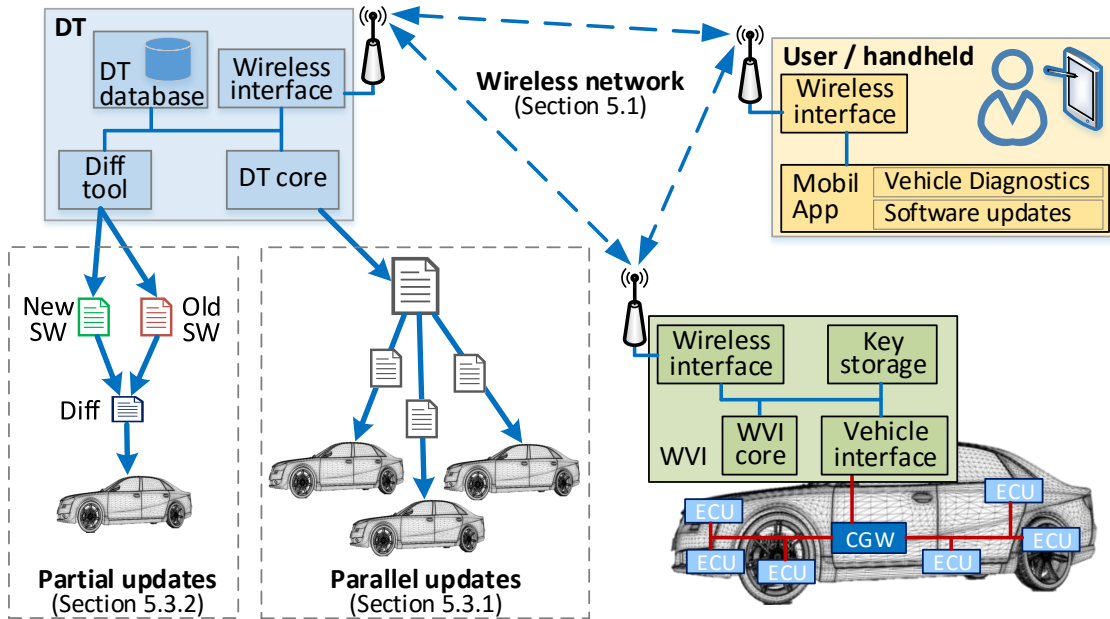 DT
DT
database
Wireless
interface
Diff
tool
DT core
Wireless network
(Section 5.1)
User / handheld
Wireless
interface
Mobil
App
Vehicle Diagnostics
Software updates
New
SW
Old
SW
Diff
Partial updates
(Section 5.3.2)
Parallel updates
(Section 5.3.1)
Wireless
interface
Key
storage
WVI
WVI
core
Vehicle
interface
ECU
ECU
ECU
CGW
ECU
ECU
ECU